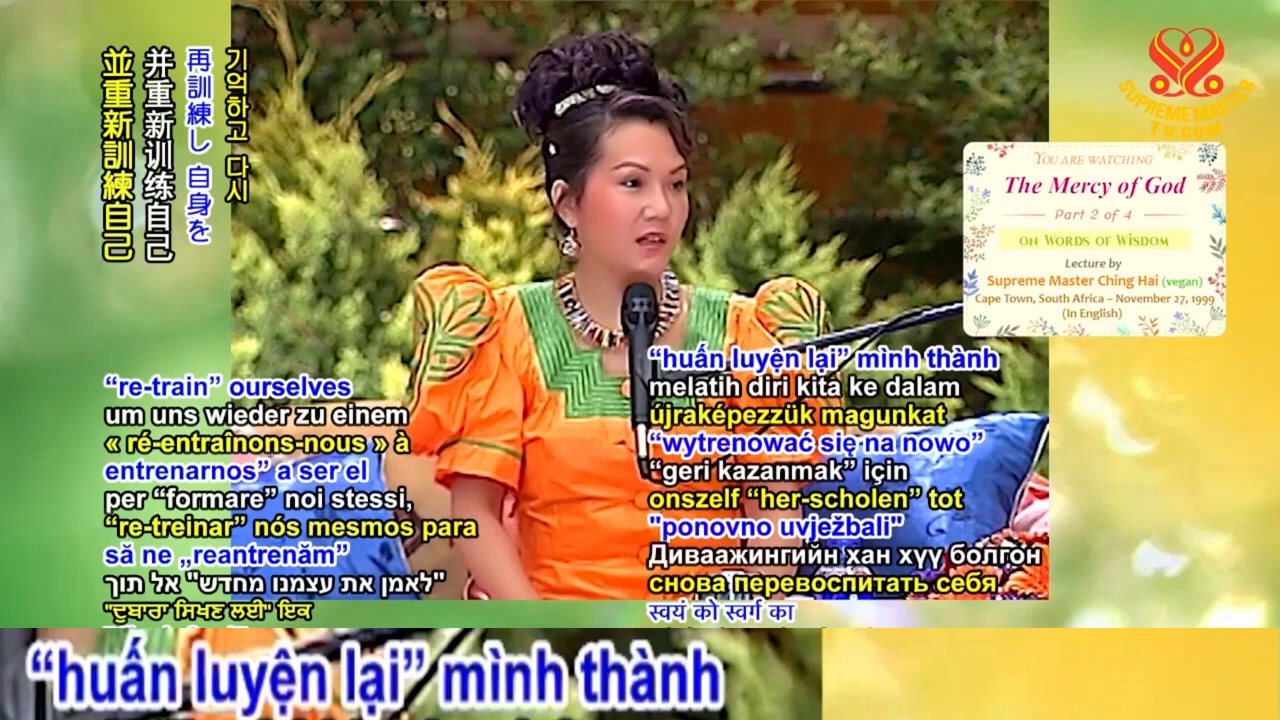 기억하고 다시
再訓練し 自身を
并重新训练自己
並重新訓練自己
SUPREME MASTER
TV.COM
YOU ARE WATCHING
The Mercy of God
Part 2 of 4
ON WORDS OF WISDOM
Lecture by
Supreme Master Ching Hai (vegan)
Cape Town, South Africa – November 27, 1999
(In English)
“re-train” ourselves
um uns wieder zu einem
« ré-entraînons-nous » à
entrenarnos” a ser el
per “formare” noi stessi,
“re-treinar” nós mesmos para
să ne „reantrenăm”
"לאמן את עצמנו מחדש" אל תוך
"ਦੁਬਾਰਾ ਸਿਖਣ ਲਈ" ਇਕ
“huấn luyện lại” mình thành
melatih diri kita ke dalam
újraképezzük magunkat
“wytrenować się na nowo”
“geri kazanmak” için
onszelf “her-scholen” tot
"ponovno uvježbali"
Диваажингийн хан хүү болгон
снова перевоспитать себя
स्वयं को स्वर्ग का
“huấn luyện lại” mình thành